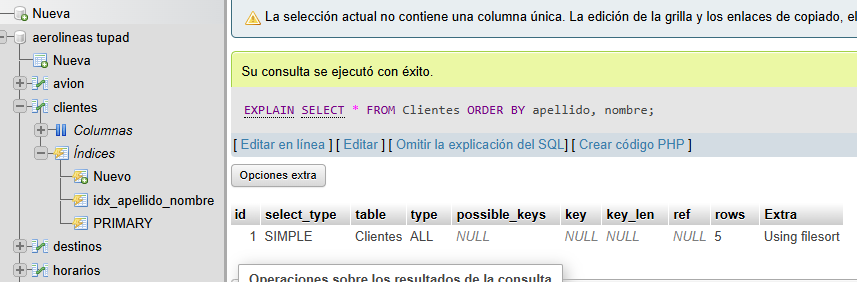 Nueva
aerolineas tupad
Nueva
avion
clientes
Columnas
Índices
Nuevo
idx_apellido_nombre
PRIMARY
destinos
horarios
La selección actual no contiene una columna única. La edición de la grilla y los enlaces de copiado, el
Su consulta se ejecutó con éxito.
EXPLAIN SELECT * FROM Clientes ORDER BY apellido, nombre;
[ Editar en línea ] [ Editar ] [ Omitir la explicación del SQL] [ Crear código PHP ]
Opciones extra
id select_type table type possible_keys key key_len ref rows Extra
1 SIMPLE Clientes ALL NULL NULL NULL NULL 5 Using filesort
Operaciones sobre los resultados de la consulta